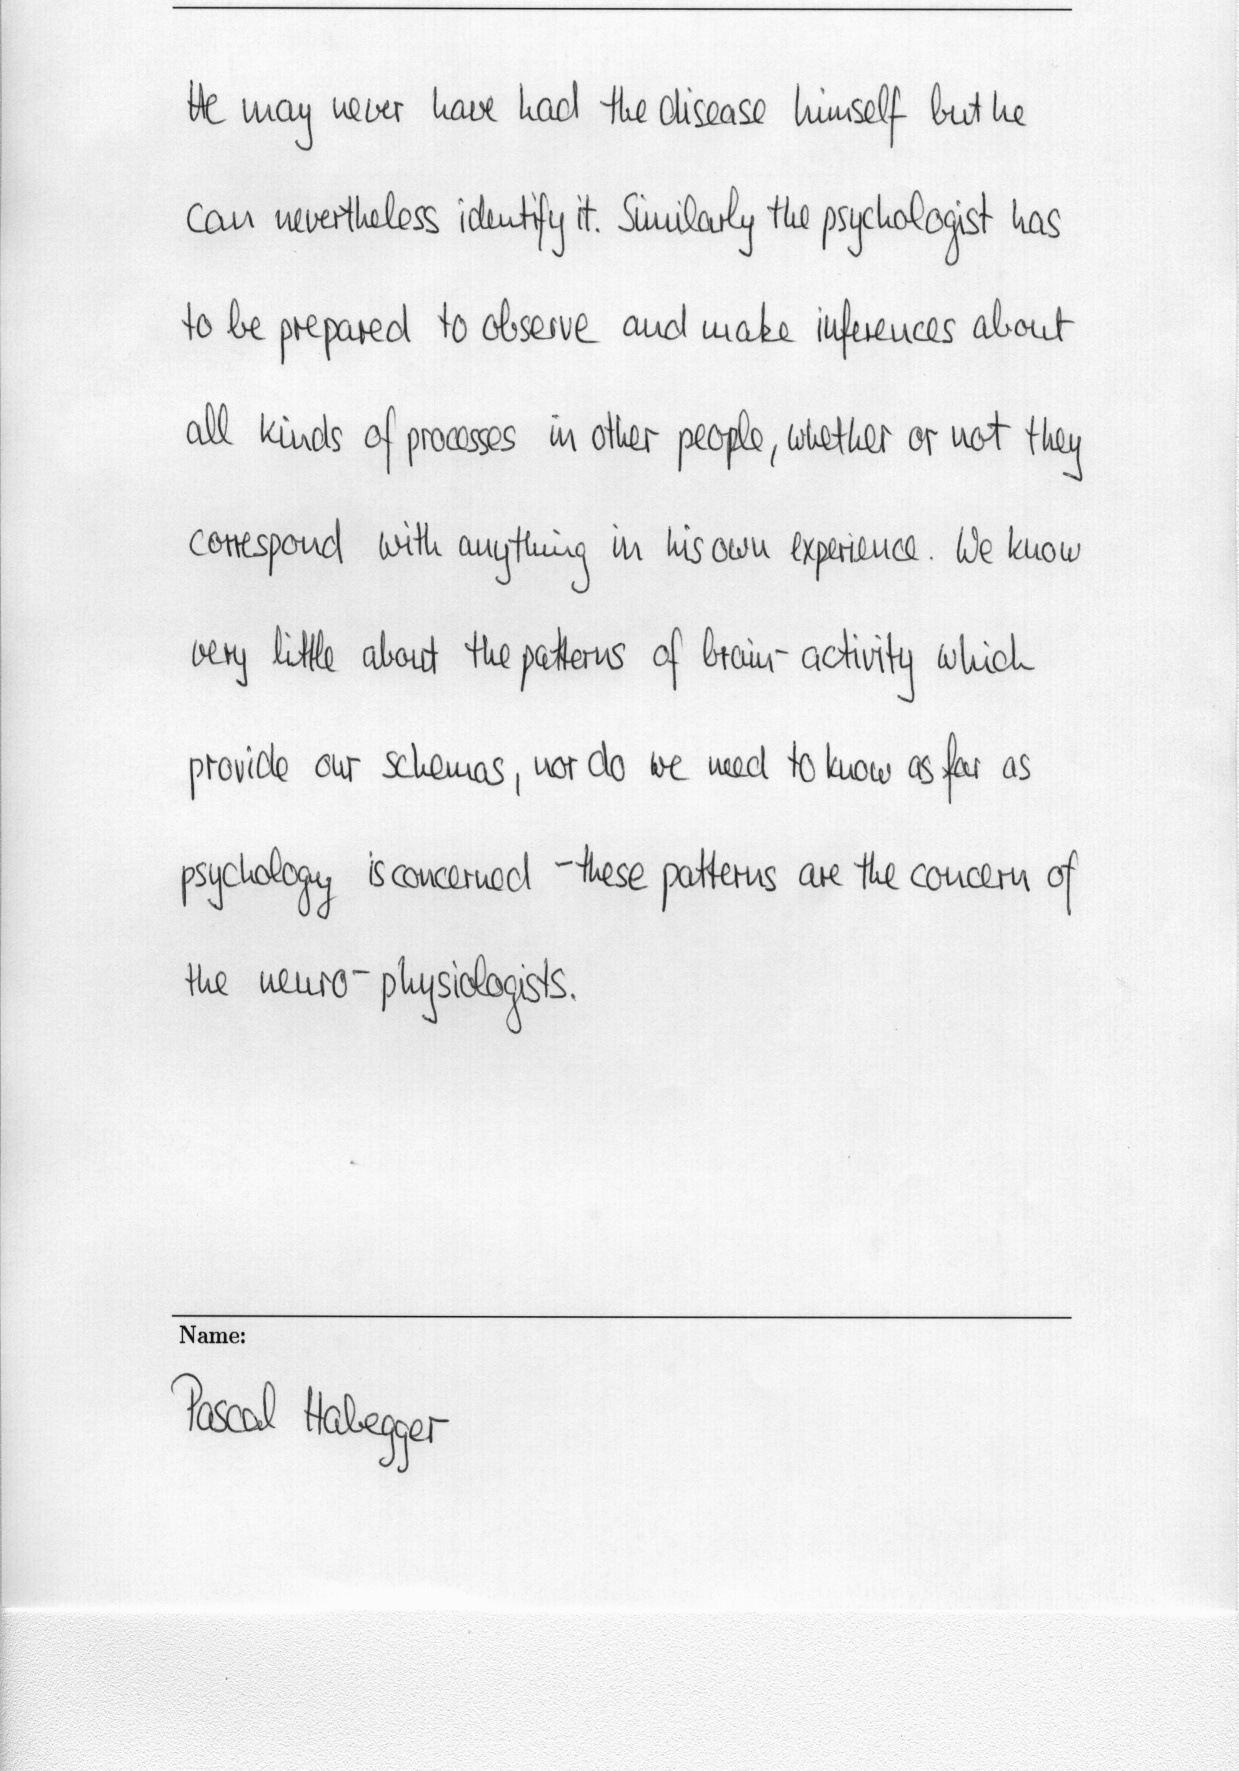 He may never have had the disease himself but he
can nevertheless identify it. Similarly the psychologist has
to be prepared to observe and make inferences about
all kinds of processes in other people, whether or not they
correspond with anything in his own experience. We know
very little about the patterns of brain-activity which
provide our schemas, nor do we need to know as far as
psychology is concerned - these patterns are the concern of
the neuro-physiologists.
Name:
Pascal Habegger